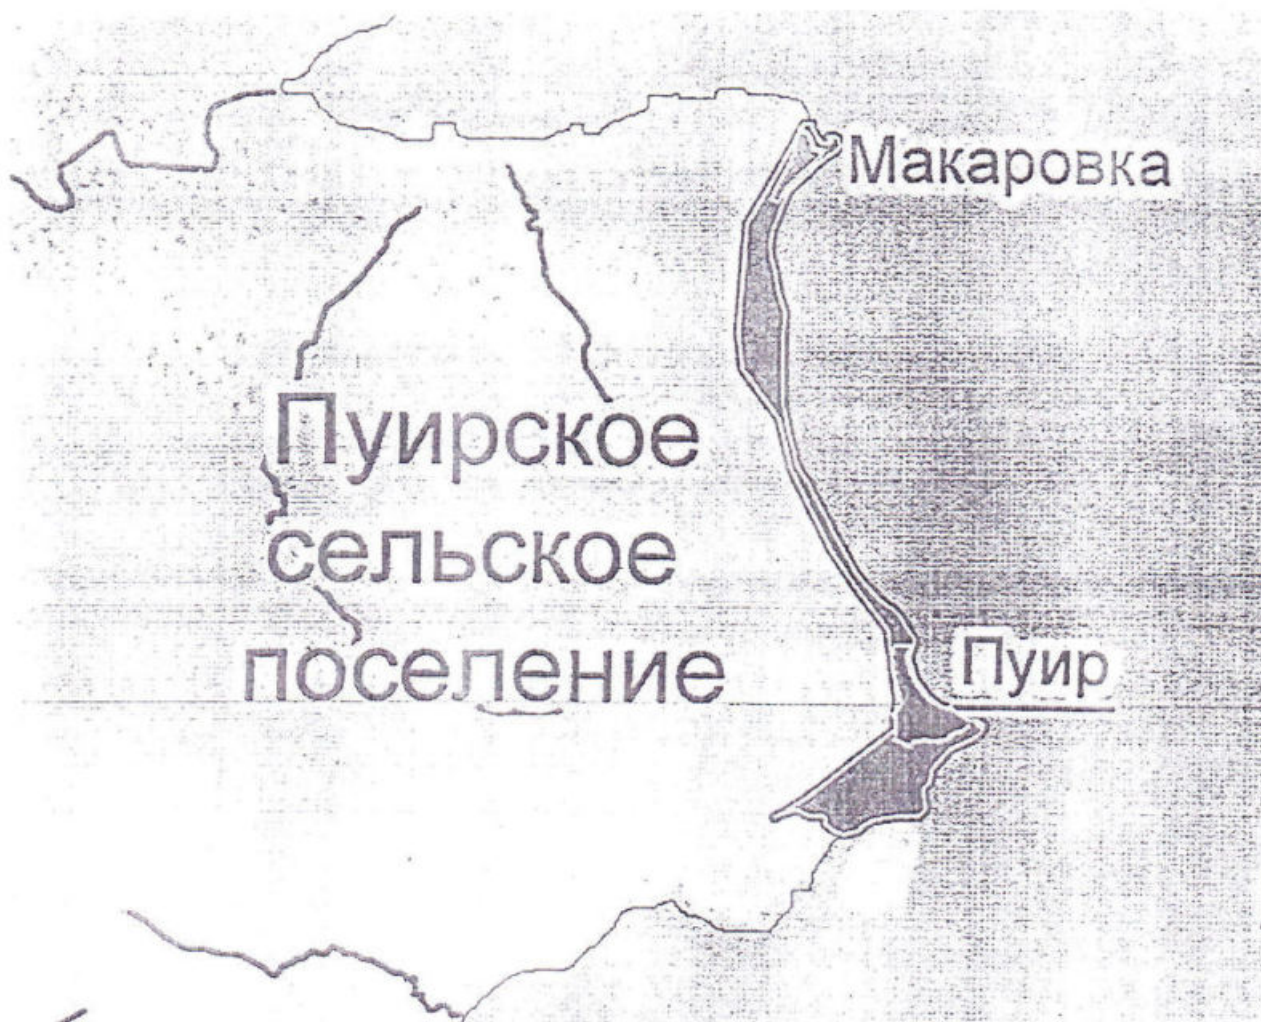 Макаровка
Пуирское
сельское
поселение
Пуир